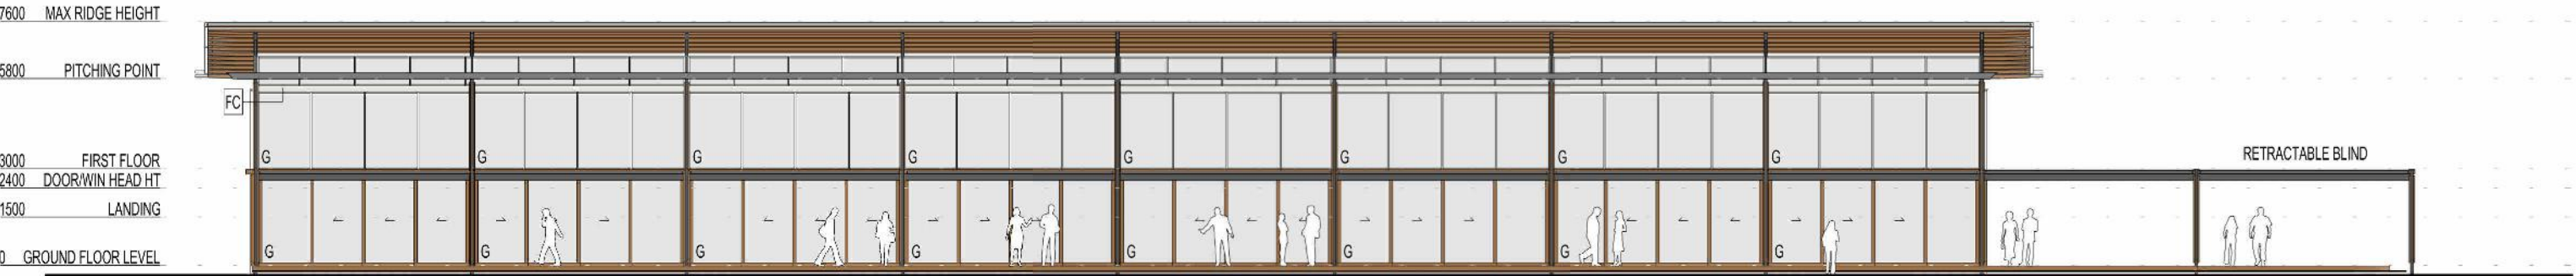 7600 MAX RIDGE HEIGHT
5800 PITCHING POINT
FC
3000 FIRST FLOOR
G G G G G G G G
RETRACTABLE BLIND
2400 DOOR/WIN HEAD HT
1500 LANDING
G G G G G G G G
0 GROUND FLOOR LEVEL